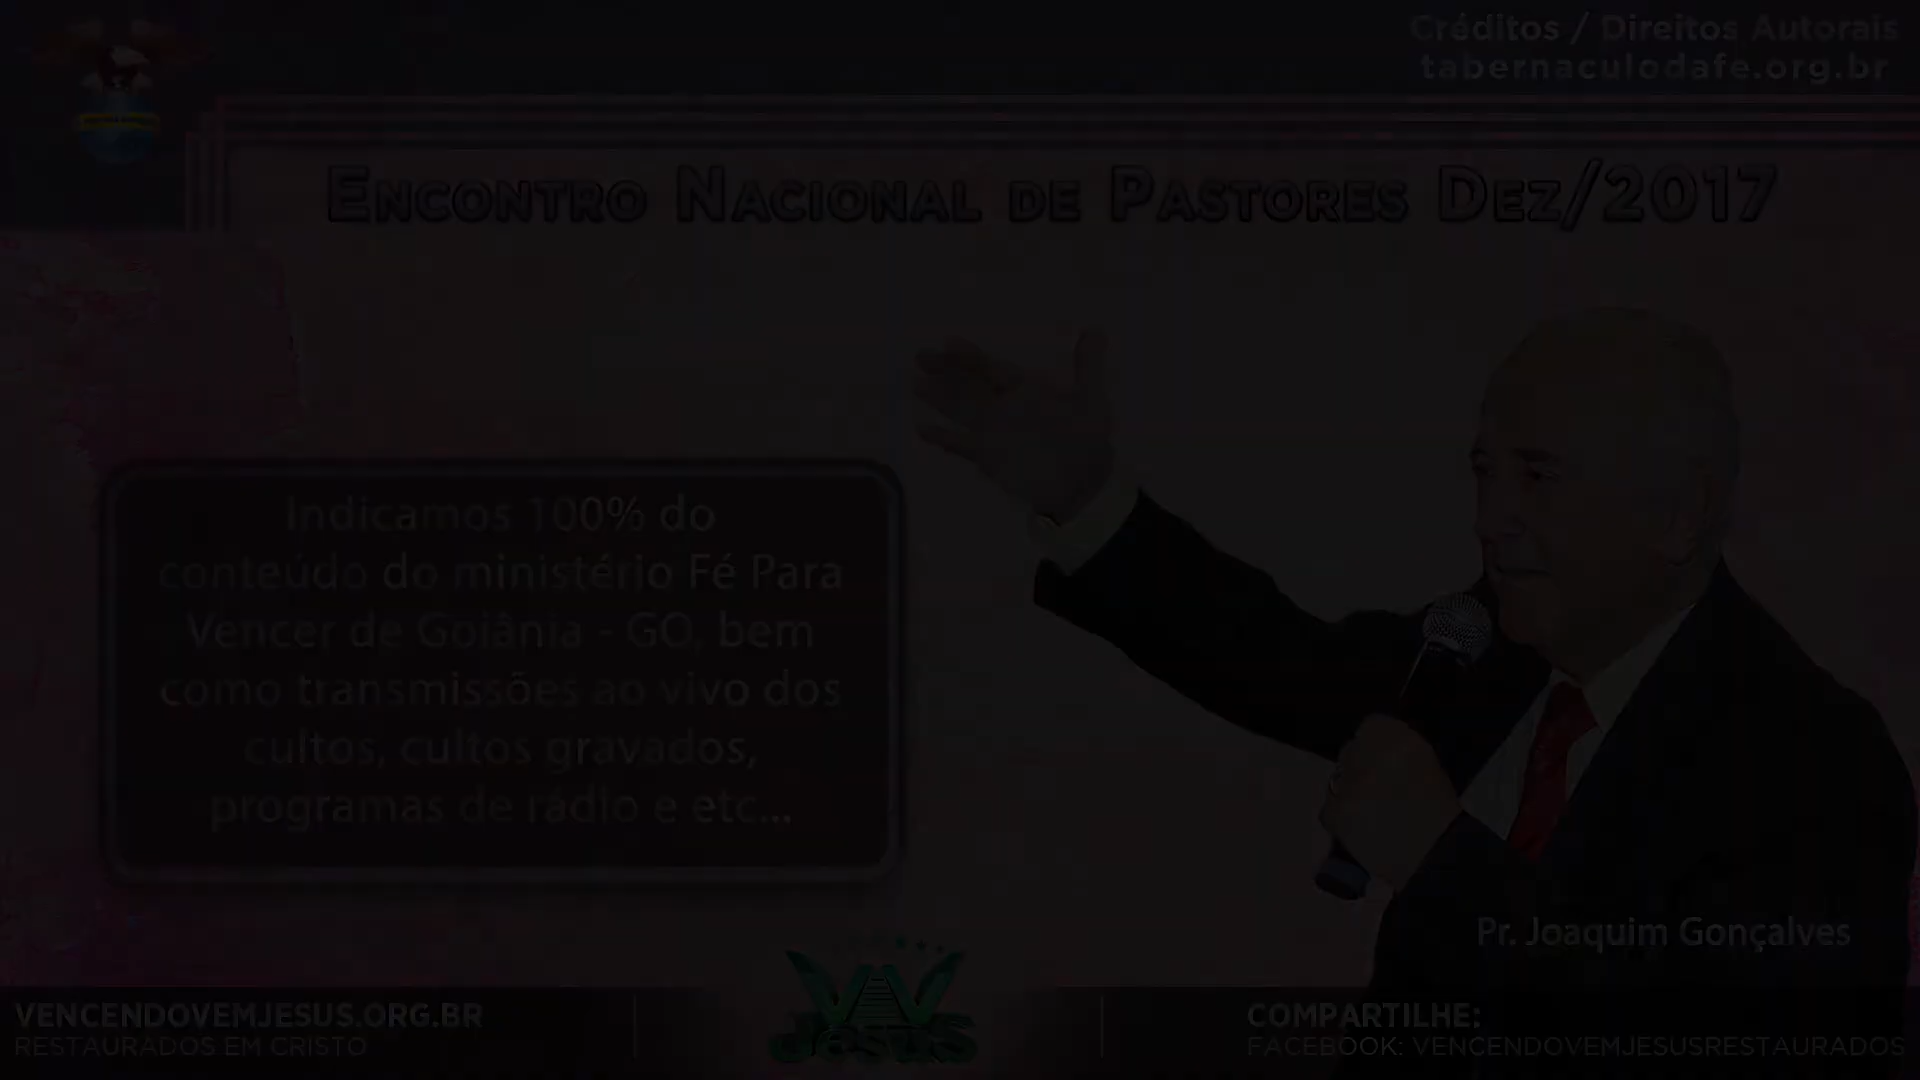 Créditos / Direitos Autorais
tabernaculodafe.org.br
Encontro Nacional de Pastores Dez/2017
Indicamos 100% do
conteúdo do ministério Fé Para
Vencer de Goiânia - GO, bem
como transmissões ao vivo dos
cultos, cultos gravados,
programas de rádio e etc...
Pr. Joaquim Gonçalves
VENCENDOVEMJESUS.ORG.BR
RESTAURADOS EM CRISTO
VV
Jesus
COMPARTILHE:
FACEBOOK: VENCENDOVEMJESUSRESTAURADOS